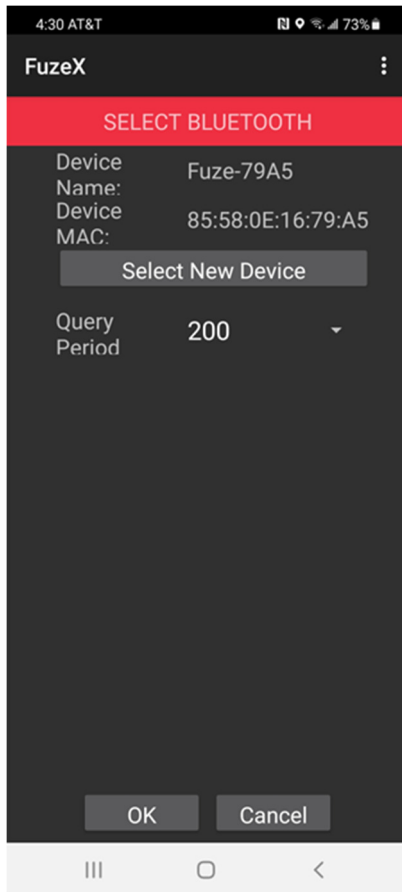 4:30 AT&T 73%
FuzeX
SELECT BLUETOOTH
Device
Name:
Fuze-79A5
Device
MAC:
85:58:0E:16:79:A5
Select New Device
Query
Period
200
OK Cancel